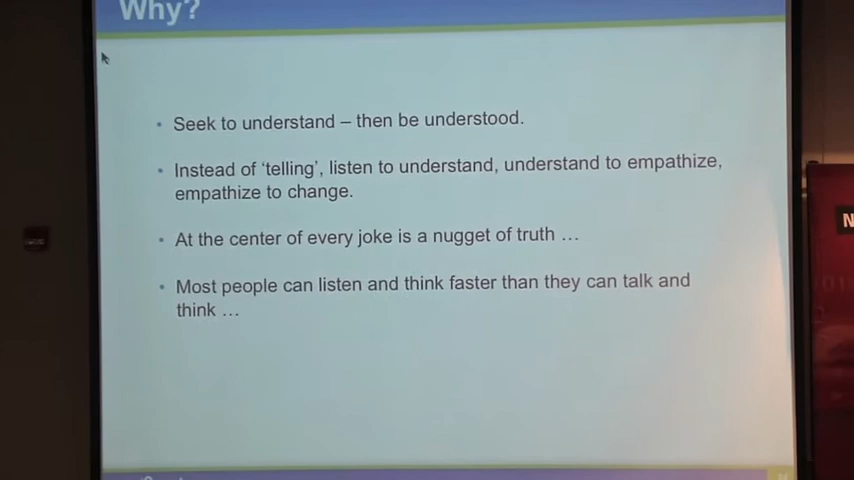 Why?
• Seek to understand – then be understood.
• Instead of ‘telling’, listen to understand, understand to empathize,
empathize to change.
• At the center of every joke is a nugget of truth …
• Most people can listen and think faster than they can talk and
think …
N